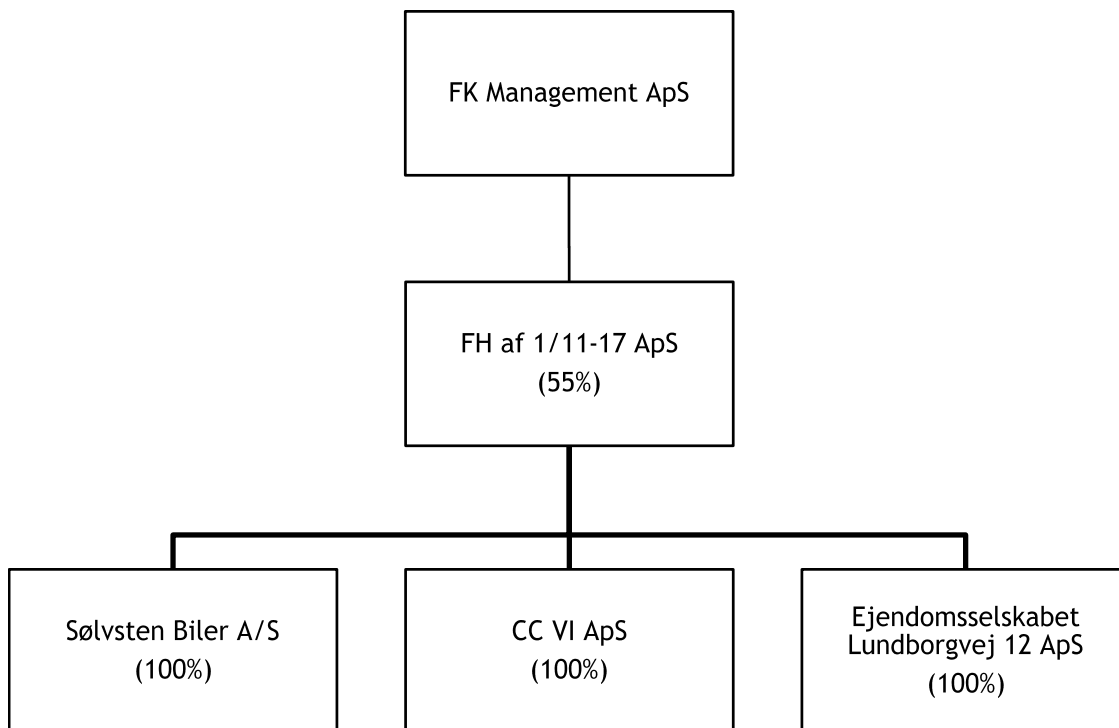 FK Management ApS
FH af 1/11-17 ApS
(55%)
Sølvsten Biler A/S
(100%)
CC VI ApS
(100%)
Ejendomsselskabet
Lundborgvej 12 ApS
(100%)